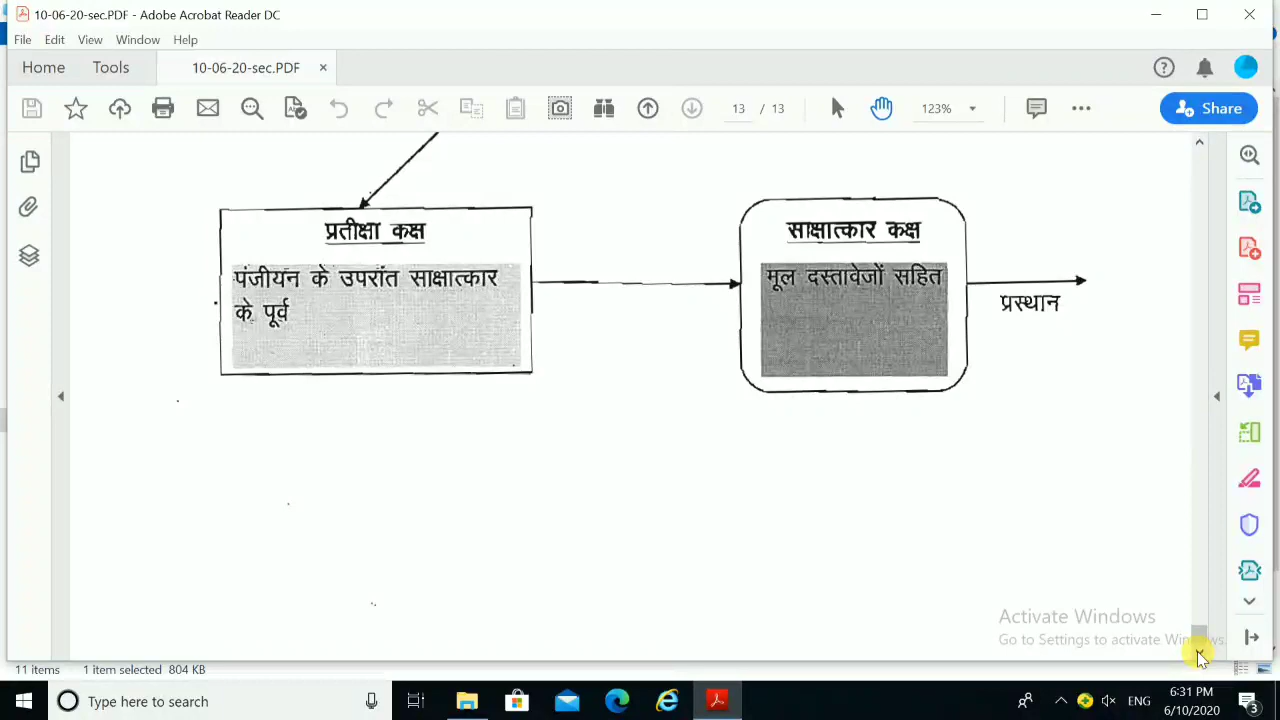 10-06-20-sec.PDF - Adobe Acrobat Reader DC
File Edit View Window Help
Home Tools 10-06-20-sec.PDF ×
13 / 13 123% Share
प्रतीक्षा कक्ष
पंजीयन के उपरांत साक्षात्कार
के पूर्व
साक्षात्कार कक्ष
मूल दस्तावेजों सहित
प्रस्थान
Activate Windows
Go to Settings to activate Windows.
11 items 1 item selected 804 KB
Type here to search
ENG
6:31 PM
6/10/2020
3